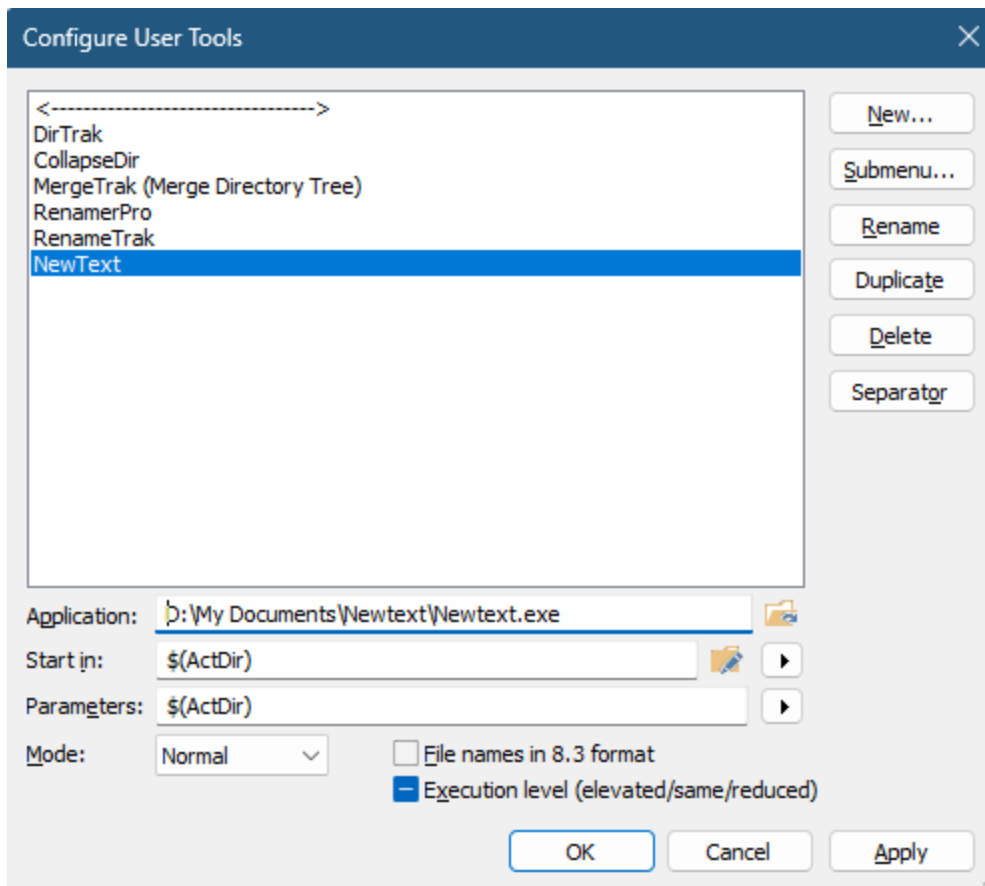 Configure User Tools
<--------------------------------->
DirTrak
CollapseDir
MergeTrak (Merge Directory Tree)
RenamerPro
RenameTrak
NewText
New...
Submenu...
Rename
Duplicate
Delete
Separator
Application: D:\My Documents\Newtext\Newtext.exe
Start in: $(ActDir)
Parameters: $(ActDir)
Mode: Normal
File names in 8.3 format
Execution level (elevated/same/reduced)
OK Cancel Apply